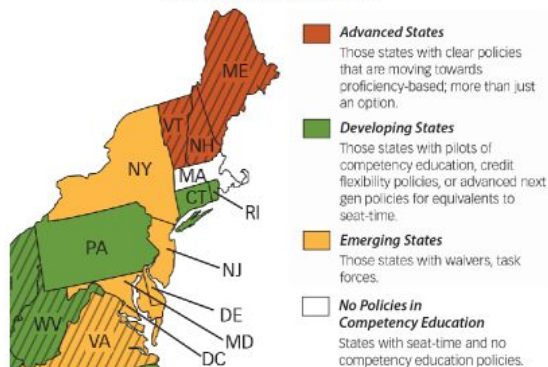 ME
VT
NH
NY
MA
CT
RI
PA
NJ
DE
WV
MD
VA
DC
Advanced States
Those states with clear policies
that are moving towards
proficiency-based; more than just
an option.
Developing States
Those states with pilots of
competency education, credit
flexibility policies, or advanced next
gen policies for equivalents to
seat-time.
Emerging States
Those states with waivers, task
forces.
No Policies in
Competency Education
States with seat-time and no
competency education policies.